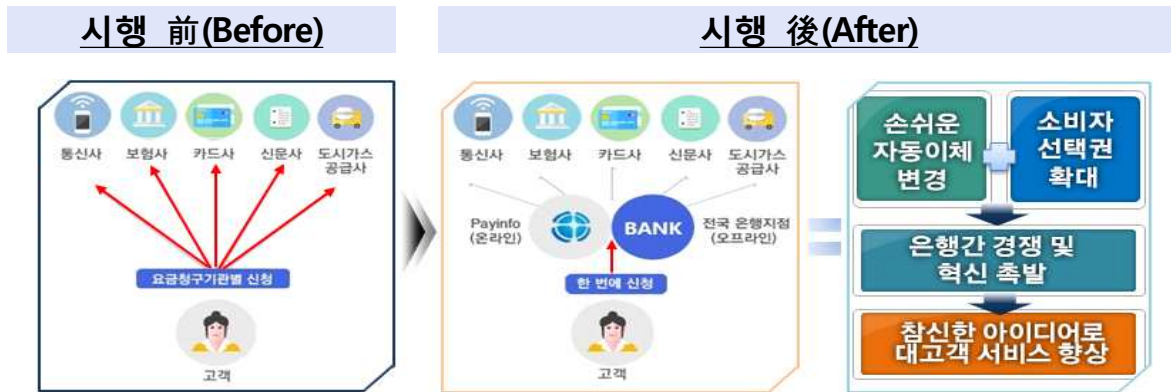 시행 前(Before)
시행 後(After)
통신사 보험사 카드사 신문사 도시가스
공급사
요금청구기관별 신청
고객
통신사 보험사 카드사 신문사 도시가스
공급사
Payinfo
(온라인)
BANK
전국 은행지점
(오프라인)
한 번에 신청
고객
손쉬운
자동이체
변경
소비자
선택권
확대
은행간 경쟁 및
혁신 촉발
참신한 아이디어로
대고객 서비스 향상